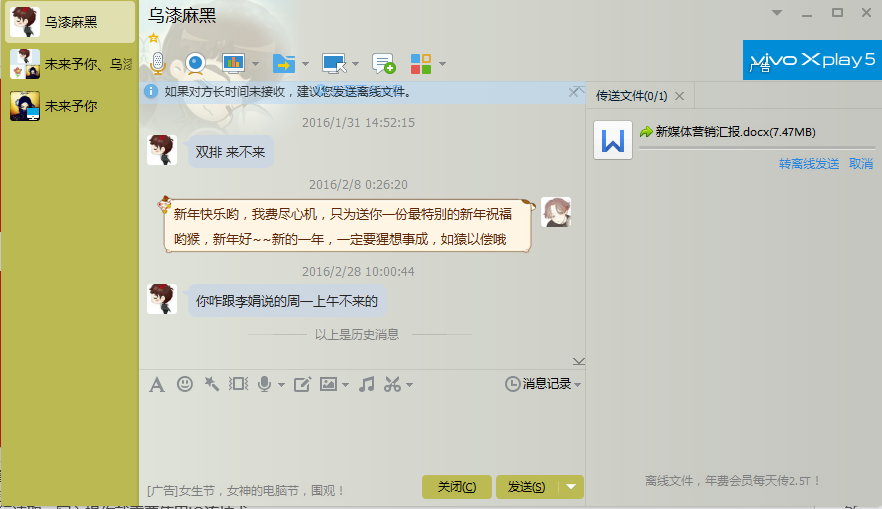 乌漆麻黑
未来予你、乌漆
未来予你
乌漆麻黑
vivo Xplay5
广告
如果对方长时间未接收，建议您发送离线文件。
2016/1/31 14:52:15
双排 来不来
2016/2/8 0:26:20
新年快乐哟，我费尽心机，只为送你一份最特别的新年祝福
哟猴，新年好~~新的一年，一定要猩想事成，如猿以偿哦
2016/2/28 10:00:44
你咋跟李娟说的周一上午不来的
以上是历史消息
消息记录
[广告]女生节，女神的电脑节，围观！
关闭(C)
发送(S)
传送文件(0/1)
新媒体营销汇报.docx(7.47MB)
转离线发送 取消
离线文件，年费会员每天传2.5T！